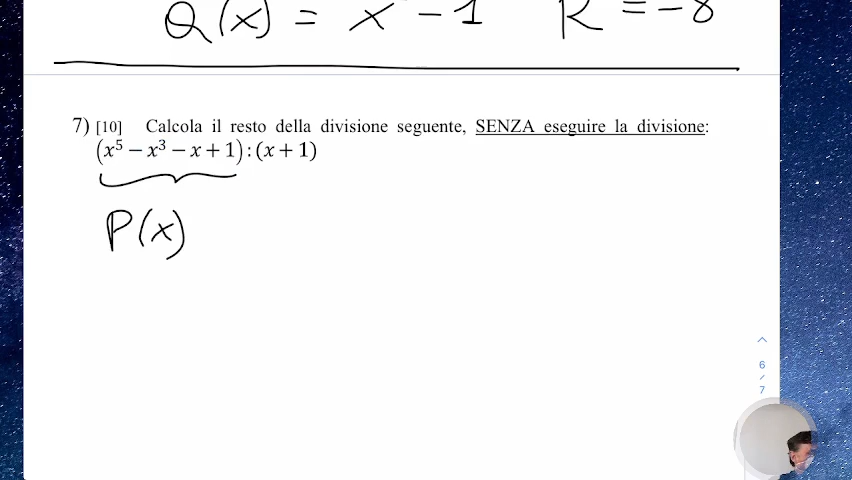 Q(x) = x - 1 R = -8
7) [10] Calcola il resto della divisione seguente, SENZA eseguire la divisione:
(x⁵ − x³ − x + 1) : (x + 1)
P(x)
6
/
7